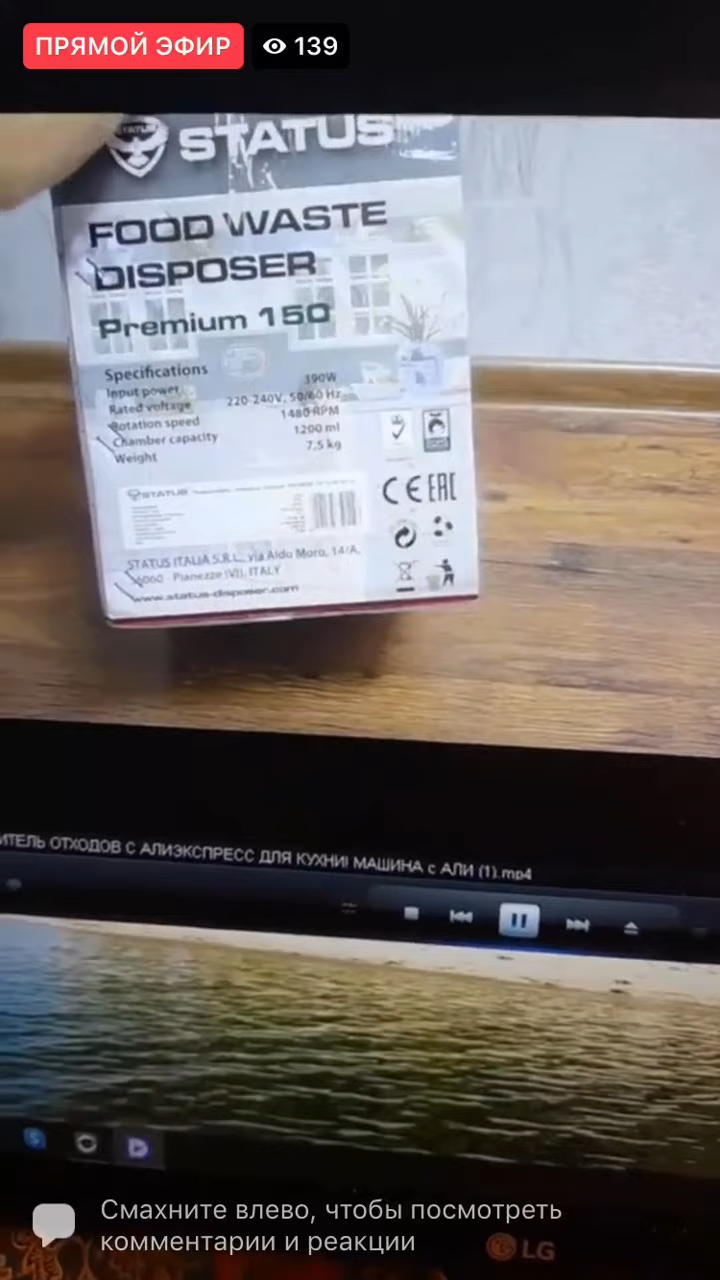 ПРЯМОЙ ЭФИР 139
STATUS
FOOD WASTE
DISPOSER
Premium 150
Specifications
Input power 390W
Rated voltage 220-240V, 50/60 Hz
Rotation speed 1480 RPM
Chamber capacity 1200 ml
Weight 7,5 kg
STATUS
CE EAC
STATUS ITALIA S.R.L., via Aldo Moro, 14/A,
36060 - Pianezze (VI), ITALY
www.status-disposer.com
ИТЕЛЬ ОТХОДОВ С АЛИЭКСПРЕСС ДЛЯ КУХНИ! МАШИНА с АЛИ (1).mp4
Смахните влево, чтобы посмотреть
комментарии и реакции
LG